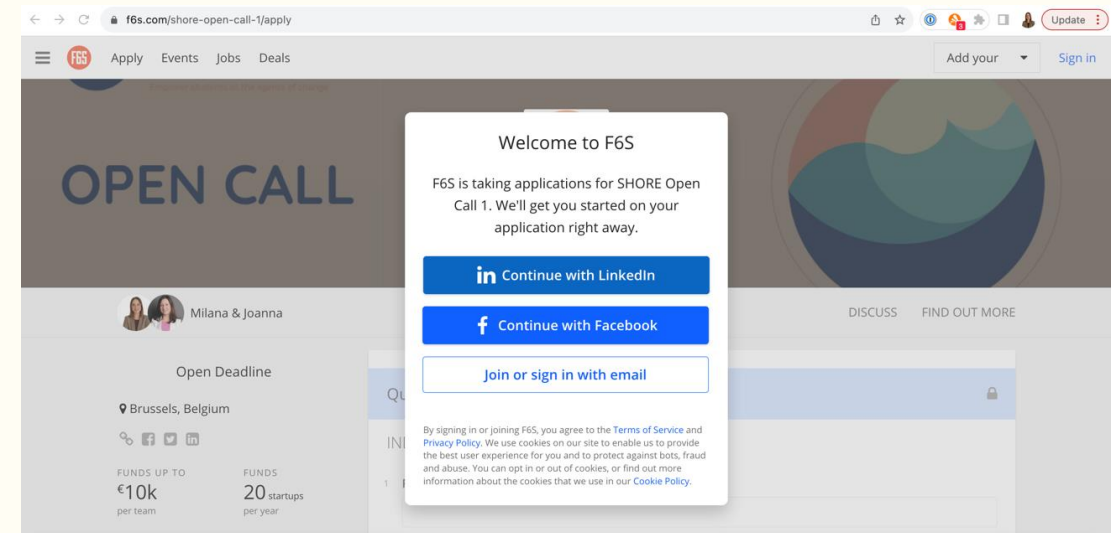 f6s.com/shore-open-call-1/apply
Update
F6S
Apply Events Jobs Deals
Add your
Sign in
OPEN CALL
Welcome to F6S
F6S is taking applications for SHORE Open
Call 1. We'll get you started on your
application right away.
in Continue with LinkedIn
f Continue with Facebook
Join or sign in with email
By signing in or joining F6S, you agree to the Terms of Service and
Privacy Policy. We use cookies on our site to enable us to provide
the best user experience for you and to protect against bots, fraud
and abuse. You can opt in or out of cookies, or find out more
information about the cookies that we use in our Cookie Policy.
Milana & Joanna
DISCUSS FIND OUT MORE
Open Deadline
Brussels, Belgium
FUNDS UP TO
€10k
per team
FUNDS
20 startups
per year
1